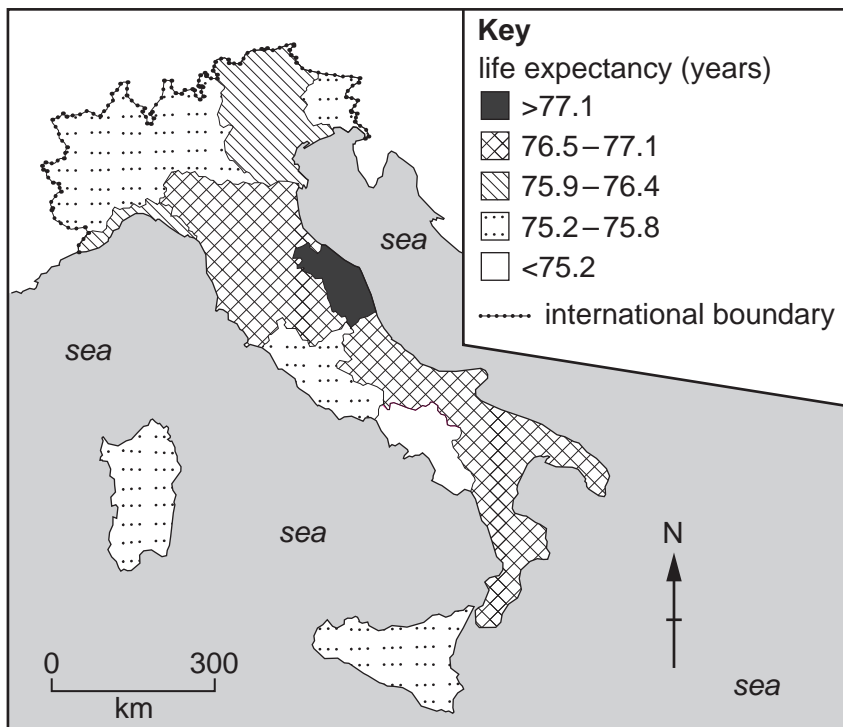 Key
life expectancy (years)
>77.1
76.5–77.1
75.9–76.4
75.2–75.8
<75.2
international boundary
sea
sea
sea
N
0 300
km
sea